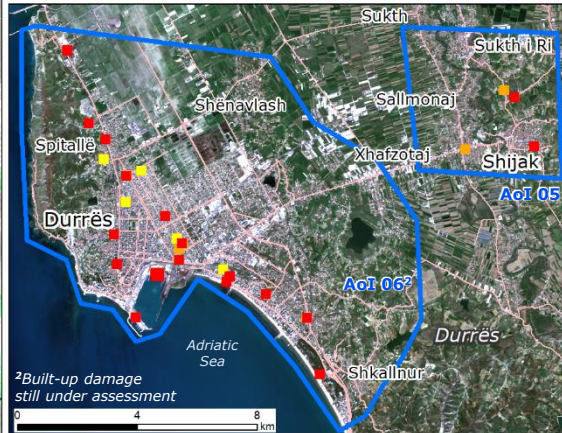 Sukth
Sukth i Ri
Shënavlash
Sallmonaj
Spitallë
Xhafzotaj
Shijak
AoI 05
Durrës
AoI 06²
Durrës
Adriatic
Sea
Shkallnur
²Built-up damage
still under assessment
0 4 8
km